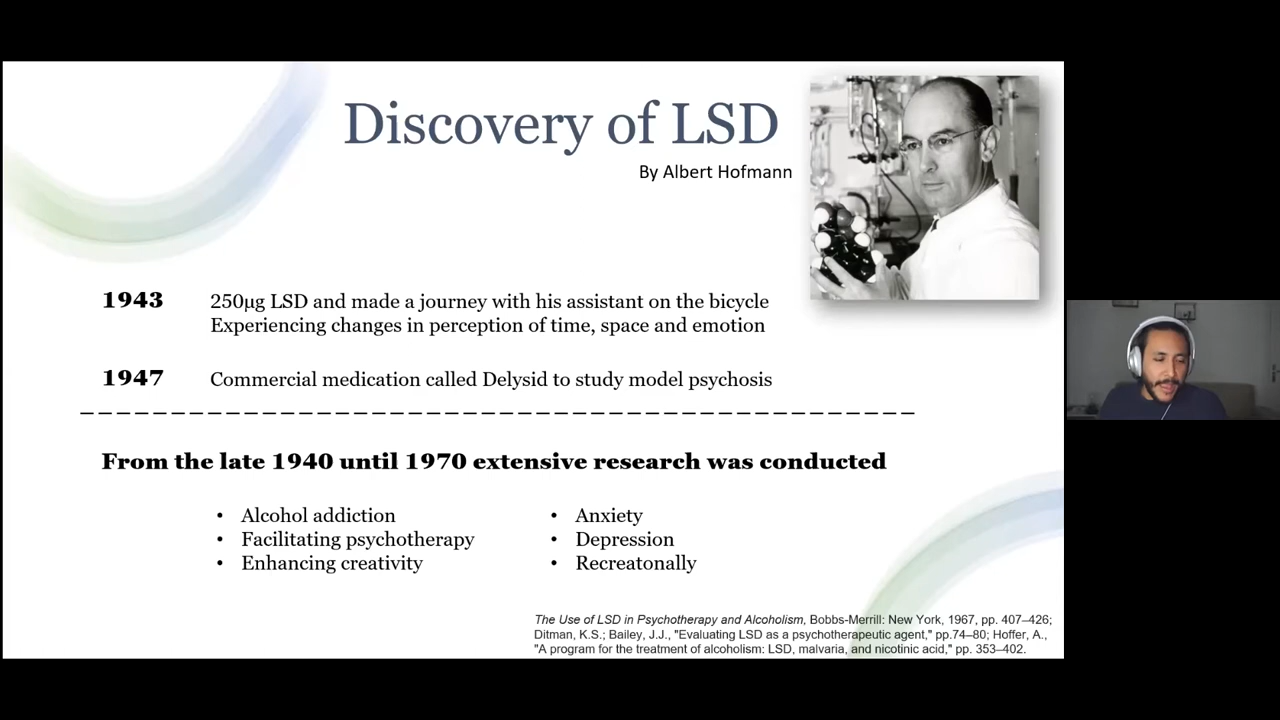 Discovery of LSD
By Albert Hofmann
1943 250µg LSD and made a journey with his assistant on the bicycle
Experiencing changes in perception of time, space and emotion
1947 Commercial medication called Delysid to study model psychosis
From the late 1940 until 1970 extensive research was conducted
• Alcohol addiction
• Facilitating psychotherapy
• Enhancing creativity
• Anxiety
• Depression
• Recreatonally
The Use of LSD in Psychotherapy and Alcoholism, Bobbs-Merrill: New York, 1967, pp. 407–426;
Ditman, K.S.; Bailey, J.J., "Evaluating LSD as a psychotherapeutic agent," pp.74–80; Hoffer, A.,
"A program for the treatment of alcoholism: LSD, malvaria, and nicotinic acid," pp. 353–402.